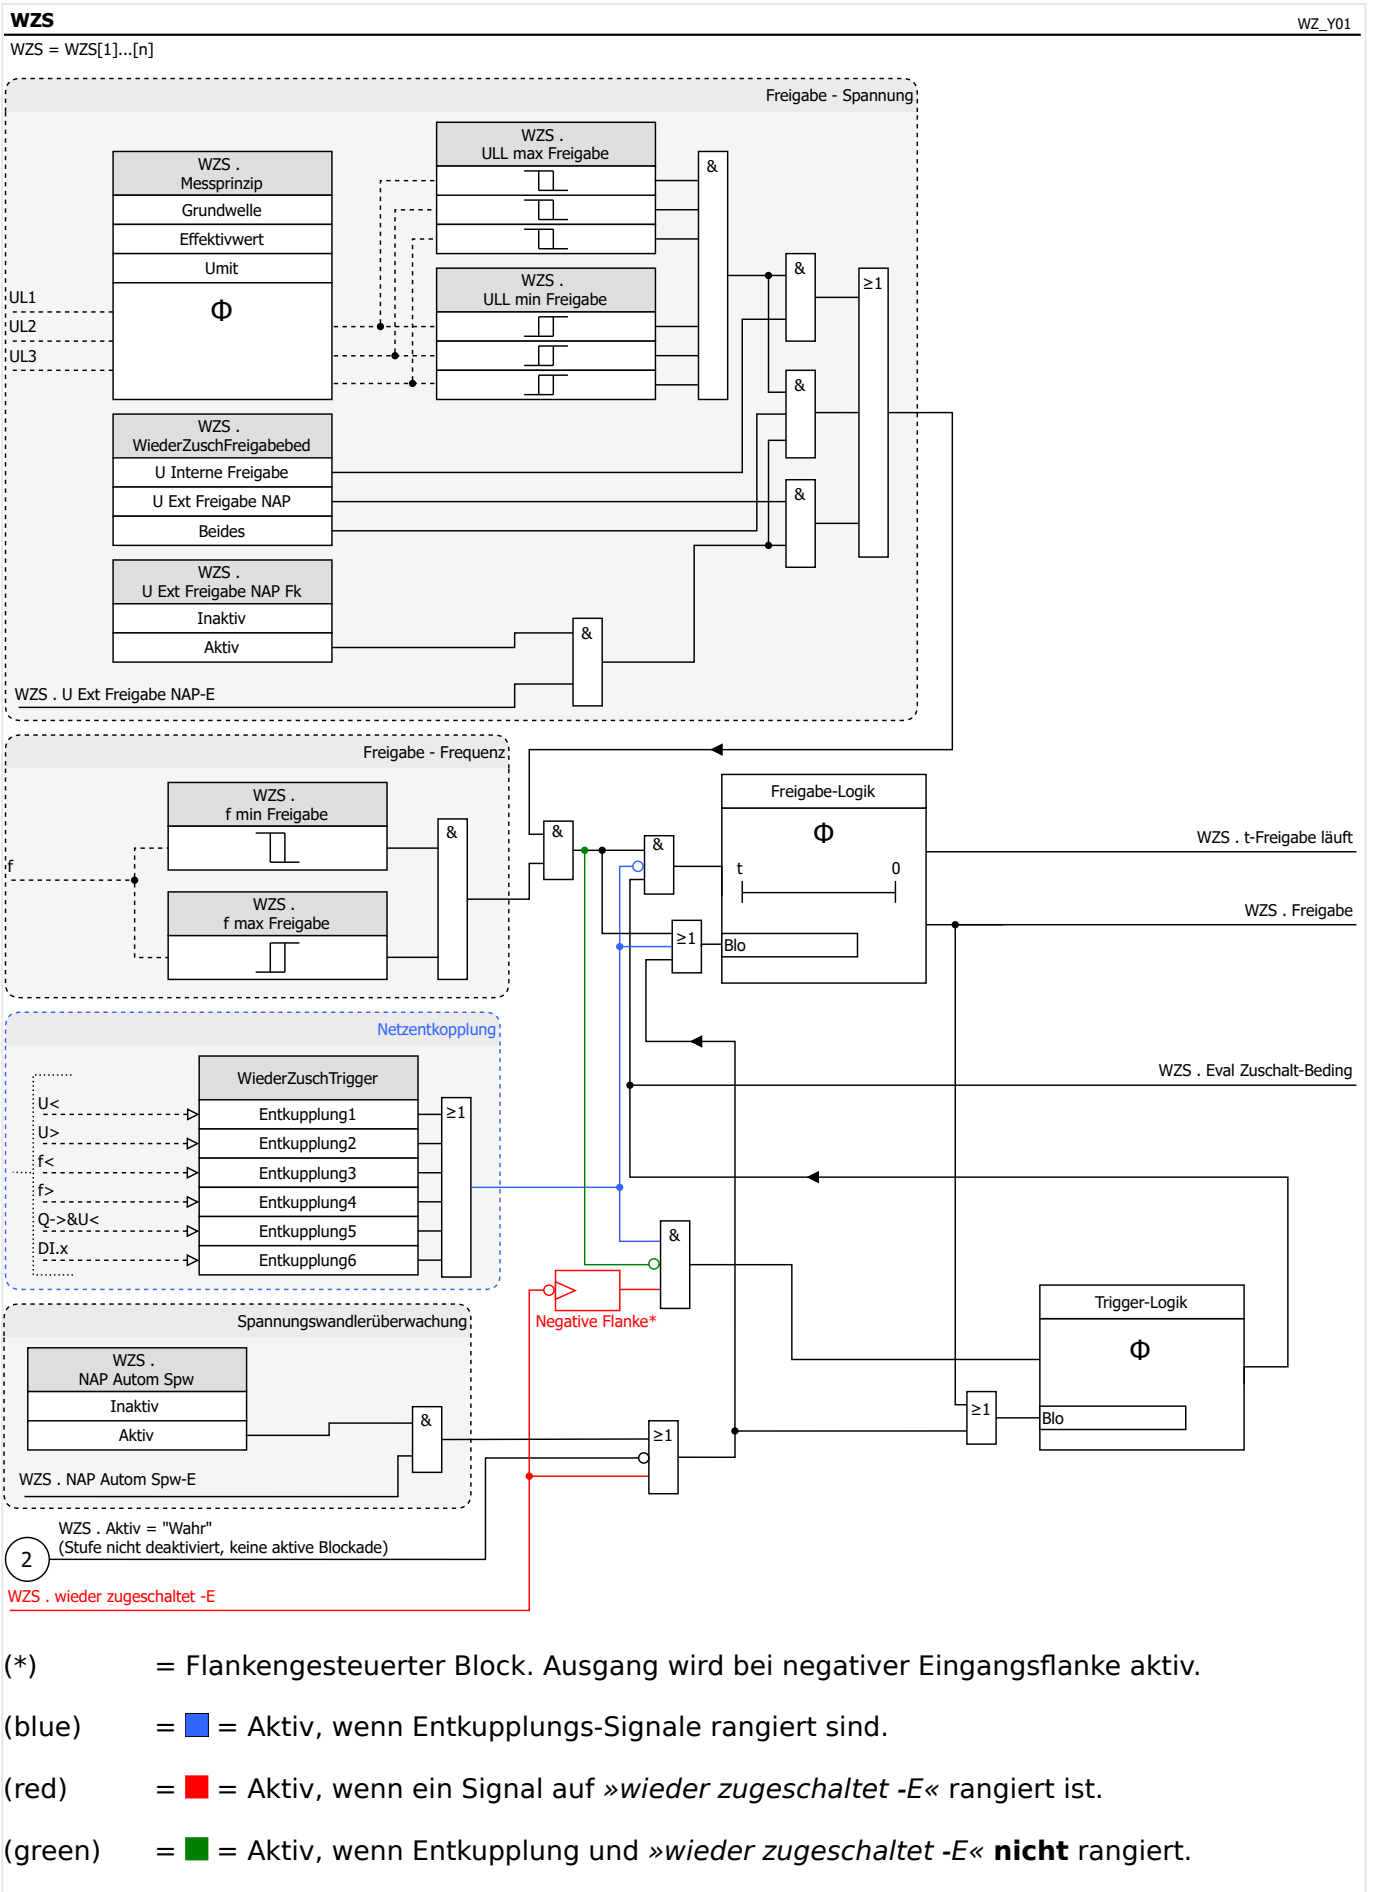 WZS
WZ_Y01
WZS = WZS[1]...[n]
Freigabe - Spannung
WZS .
ULL max Freigabe
&
WZS .
Messprinzip
Grundwelle
Effektivwert
Umit
Φ
UL1
UL2
UL3
WZS .
ULL min Freigabe
&
≥1
&
WZS .
WiederZuschFreigabebed
U Interne Freigabe
U Ext Freigabe NAP
Beides
&
WZS .
U Ext Freigabe NAP Fk
Inaktiv
Aktiv
&
WZS . U Ext Freigabe NAP-E
Freigabe - Frequenz
WZS .
f min Freigabe
&
f
WZS .
f max Freigabe
&
&
≥1
Freigabe-Logik
Φ
t
0
Blo
WZS . t-Freigabe läuft
WZS . Freigabe
Netzentkopplung
WZS . Eval Zuschalt-Beding
WiederZuschTrigger
U<
Entkupplung1
≥1
U>
Entkupplung2
f<
Entkupplung3
f>
Entkupplung4
Q->&U<
Entkupplung5
DI.x
Entkupplung6
&
Negative Flanke*
Trigger-Logik
Φ
≥1
Blo
Spannungswandlerüberwachung
WZS .
NAP Autom Spw
Inaktiv
Aktiv
&
≥1
WZS . NAP Autom Spw-E
WZS . Aktiv = "Wahr"
(Stufe nicht deaktiviert, keine aktive Blockade)
2
WZS . wieder zugeschaltet -E
(*) = Flankengesteuerter Block. Ausgang wird bei negativer Eingangsflanke aktiv.
(blue) = = Aktiv, wenn Entkupplungs-Signale rangiert sind.
(red) = = Aktiv, wenn ein Signal auf »wieder zugeschaltet -E« rangiert ist.
(green) = = Aktiv, wenn Entkupplung und »wieder zugeschaltet -E« nicht rangiert.